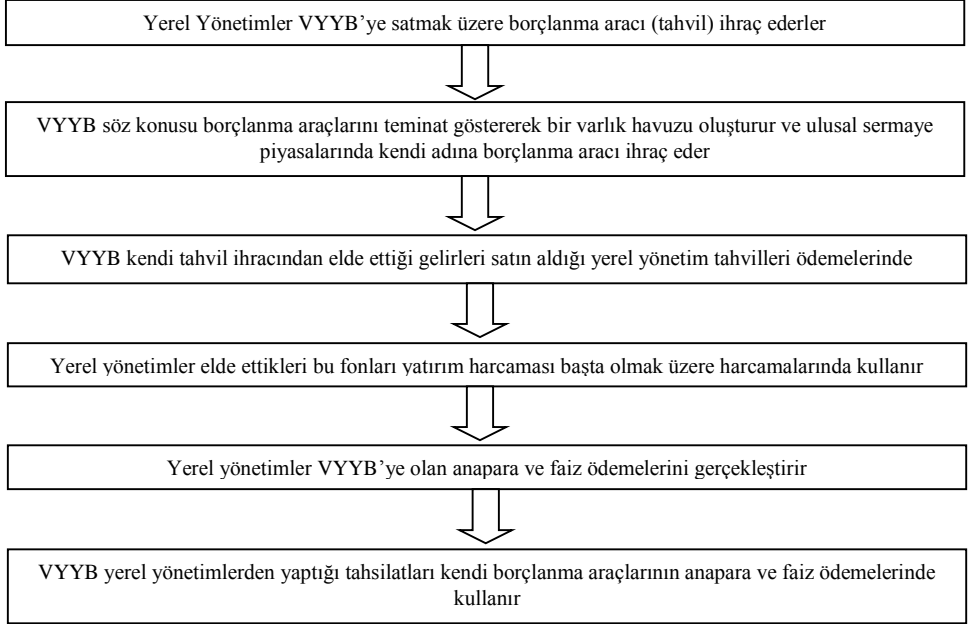 Yerel Yönetimler VYYB’ye satmak üzere borçlanma aracı (tahvil) ihraç ederler
VYYB söz konusu borçlanma araçlarını teminat göstererek bir varlık havuzu oluşturur ve ulusal sermaye
piyasalarında kendi adına borçlanma aracı ihraç eder
VYYB kendi tahvil ihracından elde ettiği gelirleri satın aldığı yerel yönetim tahvilleri ödemelerinde
Yerel yönetimler elde ettikleri bu fonları yatırım harcaması başta olmak üzere harcamalarında kullanır
Yerel yönetimler VYYB’ye olan anapara ve faiz ödemelerini gerçekleştirir
VYYB yerel yönetimlerden yaptığı tahsilatları kendi borçlanma araçlarının anapara ve faiz ödemelerinde
kullanır